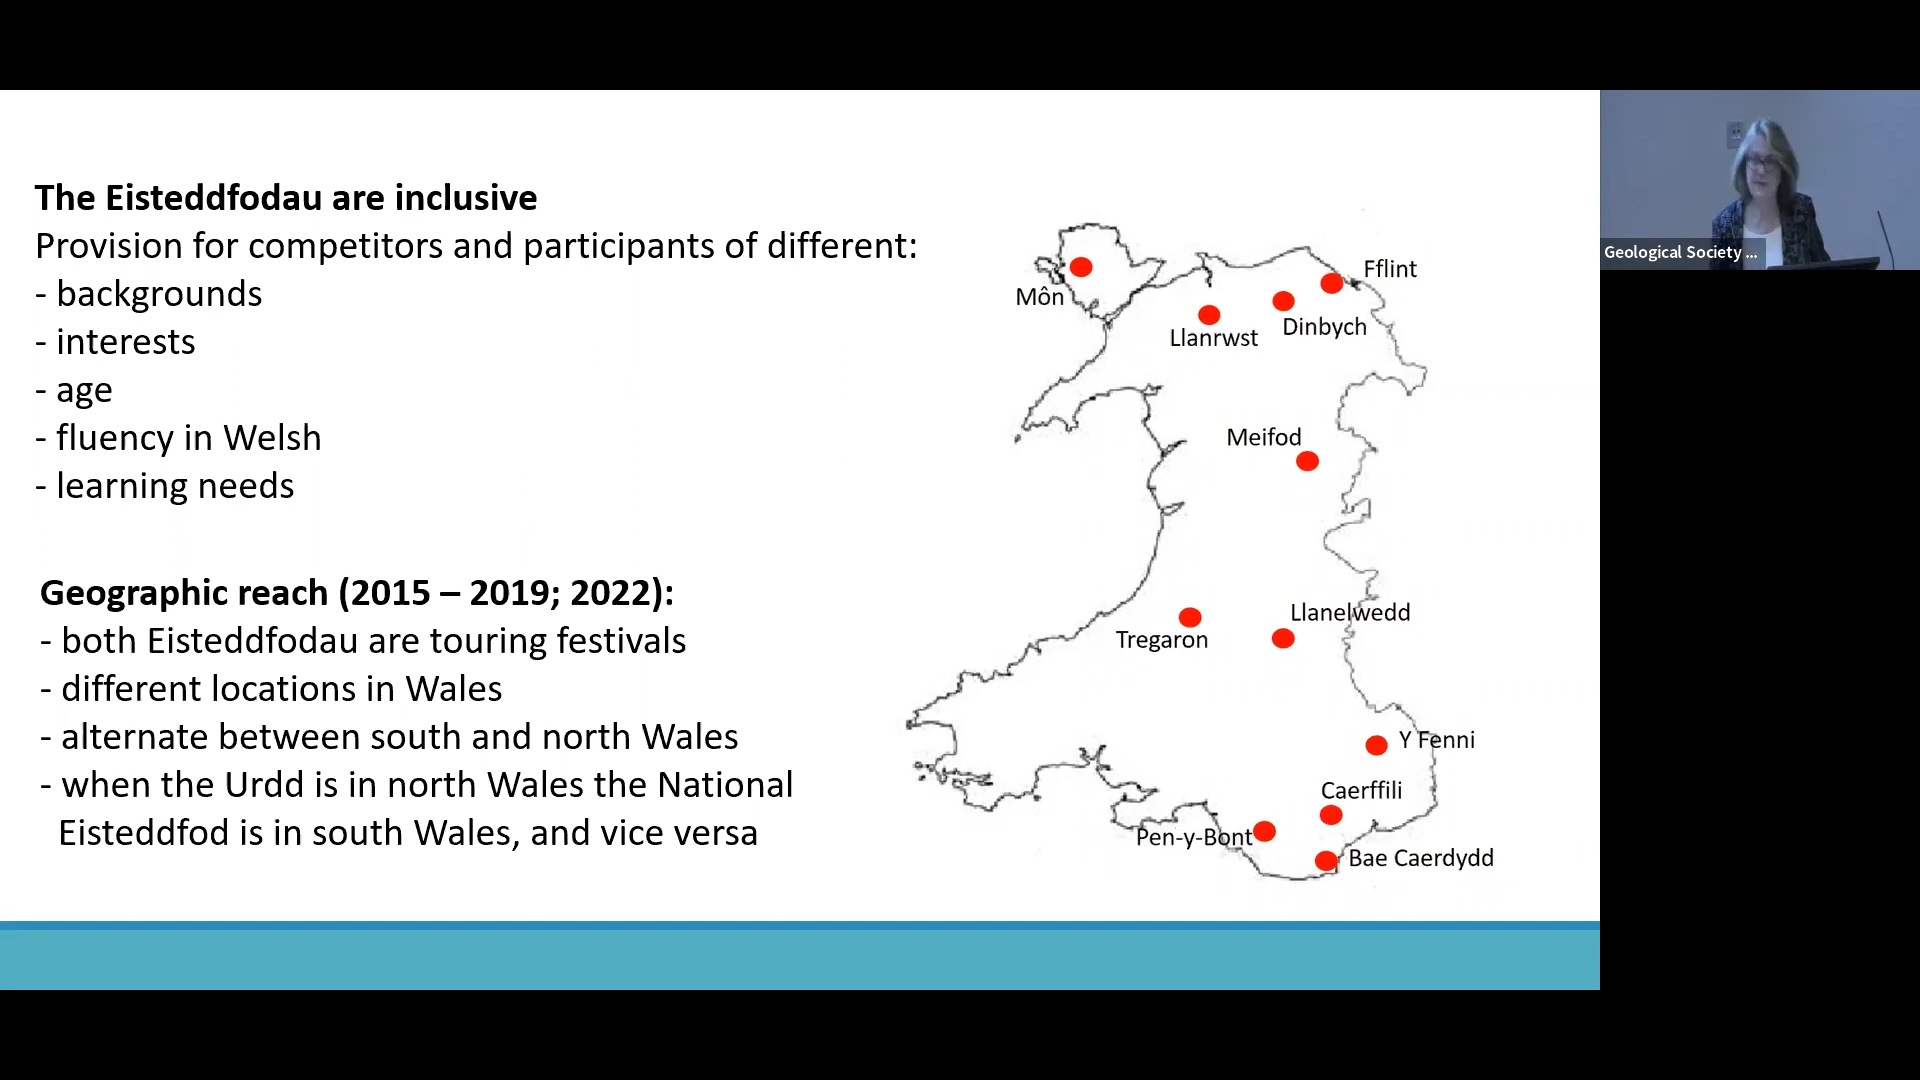 The Eisteddfodau are inclusive
Provision for competitors and participants of different:
- backgrounds
- interests
- age
- fluency in Welsh
- learning needs
Geographic reach (2015 – 2019; 2022):
- both Eisteddfodau are touring festivals
- different locations in Wales
- alternate between south and north Wales
- when the Urdd is in north Wales the National
Eisteddfod is in south Wales, and vice versa
Môn
Fflint
Dinbych
Llanrwst
Meifod
Llanelwedd
Tregaron
Y Fenni
Caerffili
Pen-y-Bont
Bae Caerdydd
Geological Society ...